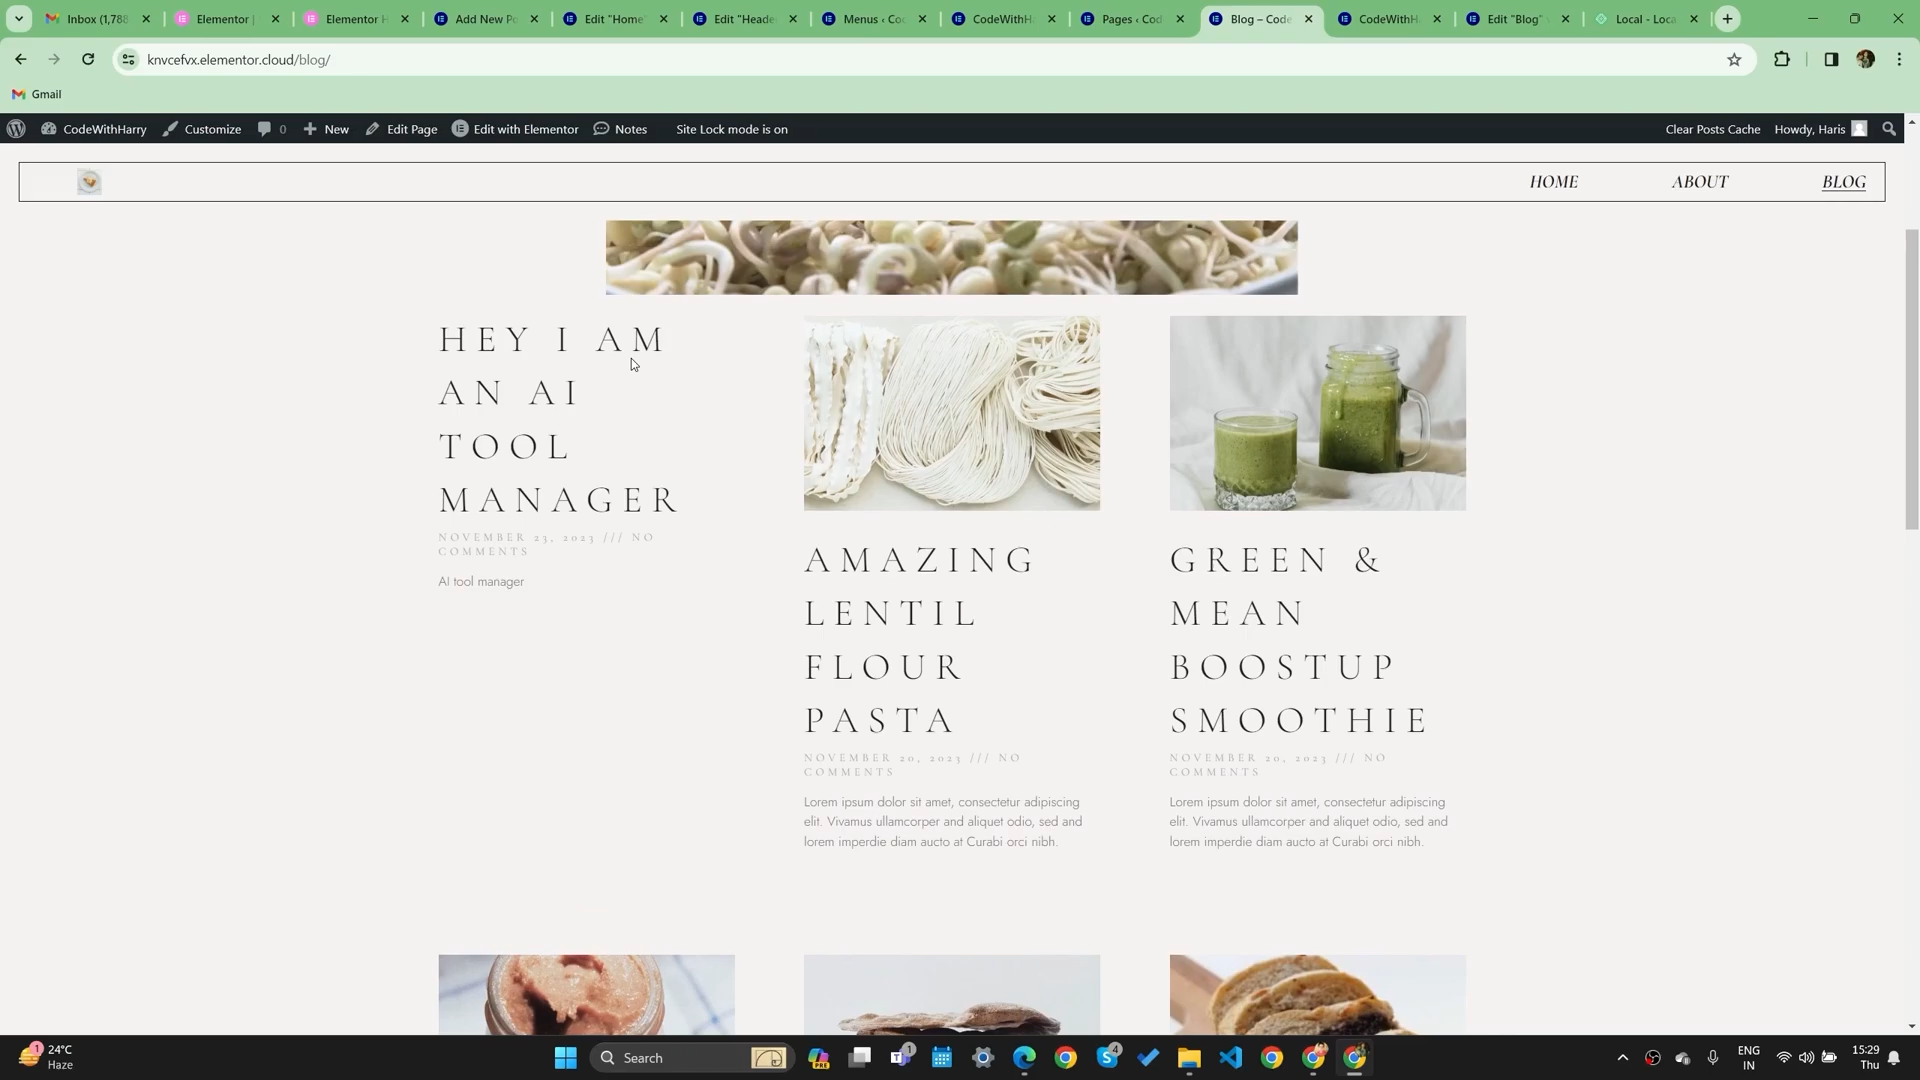 Inbox (1,788
Elementor |
Elementor H
Add New Po
Edit "Home"
Edit "Heade
Menus ‹ Co
CodeWithH
Pages ‹ Cod
Blog – Code
CodeWithH
Edit "Blog"
Local - Loca
knvcefvx.elementor.cloud/blog/
Gmail
CodeWithHarry
Customize
0
New
Edit Page
Edit with Elementor
Notes
Site Lock mode is on
Clear Posts Cache
Howdy, Haris
HOME
ABOUT
BLOG
HEY I AM
AN AI
TOOL
MANAGER
NOVEMBER 23, 2023 /// NO
COMMENTS
AI tool manager
AMAZING
LENTIL
FLOUR
PASTA
NOVEMBER 20, 2023 /// NO
COMMENTS
Lorem ipsum dolor sit amet, consectetur adipiscing
elit. Vivamus ullamcorper and aliquet odio, sed and
lorem imperdie diam aucto at Curabi orci nibh.
GREEN &
MEAN
BOOSTUP
SMOOTHIE
NOVEMBER 20, 2023 /// NO
COMMENTS
Lorem ipsum dolor sit amet, consectetur adipiscing
elit. Vivamus ullamcorper and aliquet odio, sed and
lorem imperdie diam aucto at Curabi orci nibh.
1
24°C
Haze
Search
PRE
1
4
ENG
IN
15:29
Thu